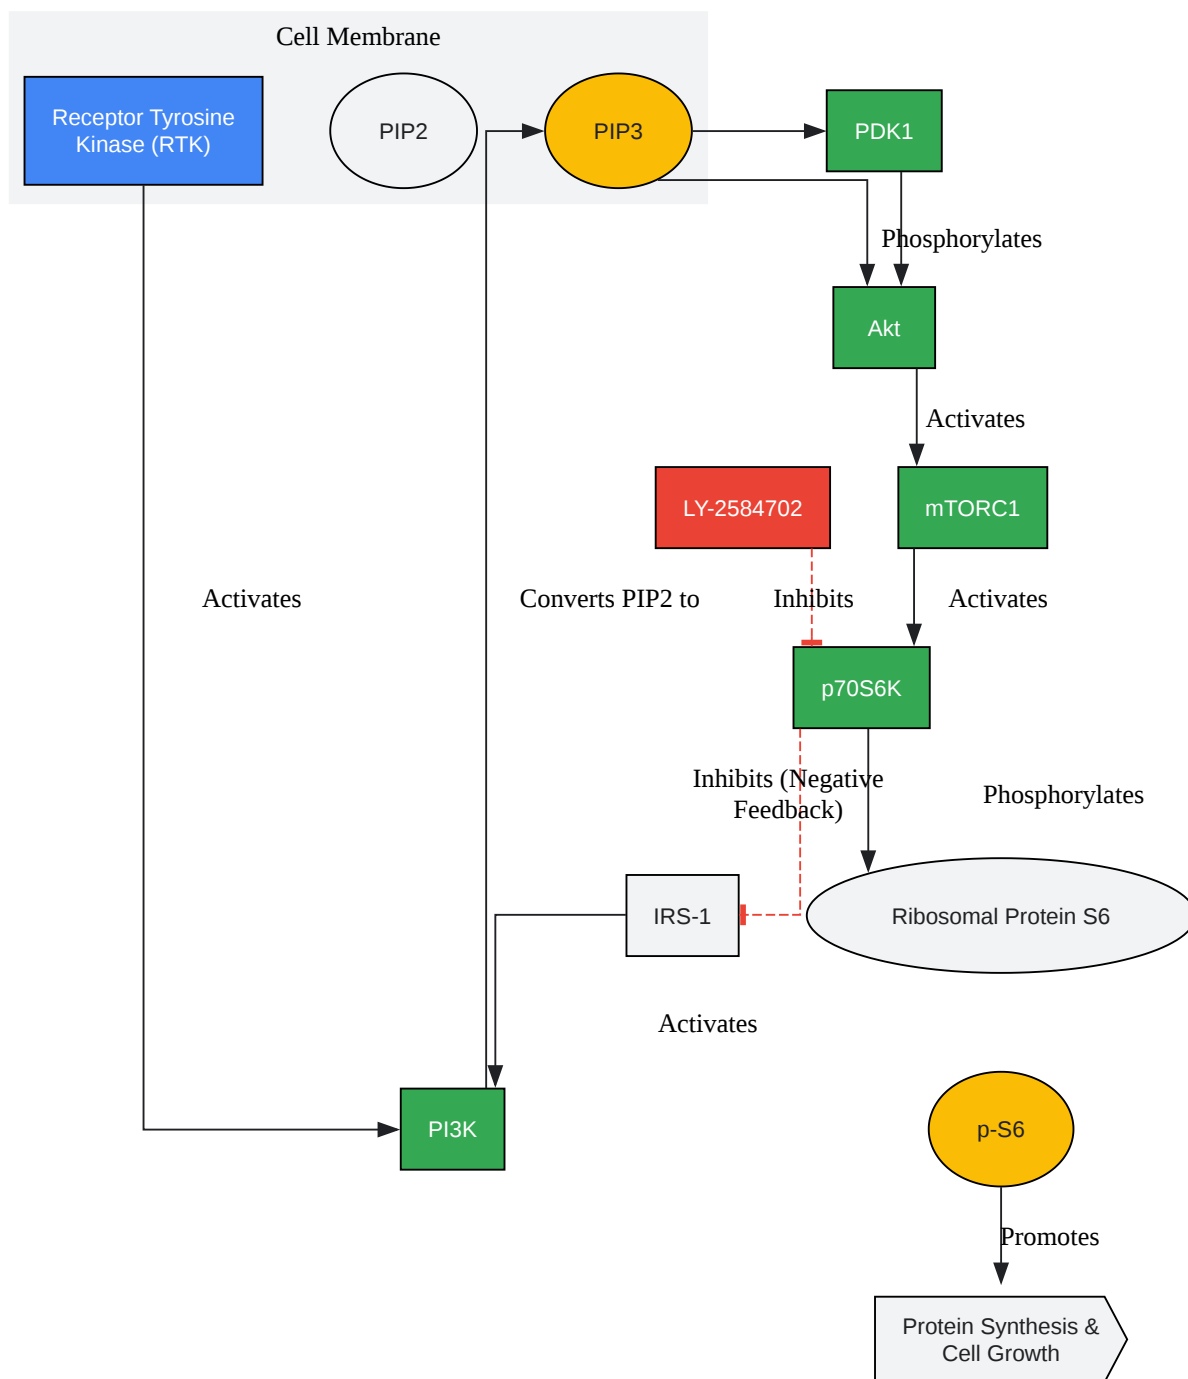 Cell Membrane
Receptor Tyrosine
Kinase (RTK)
PIP2
PIP3
PDK1
Phosphorylates
Akt
Activates
LY-2584702
mTORC1
Activates
Converts PIP2 to
Inhibits
Activates
p70S6K
Inhibits (Negative
Feedback)
Phosphorylates
IRS-1
Ribosomal Protein S6
Activates
PI3K
p-S6
Promotes
Protein Synthesis &
Cell Growth